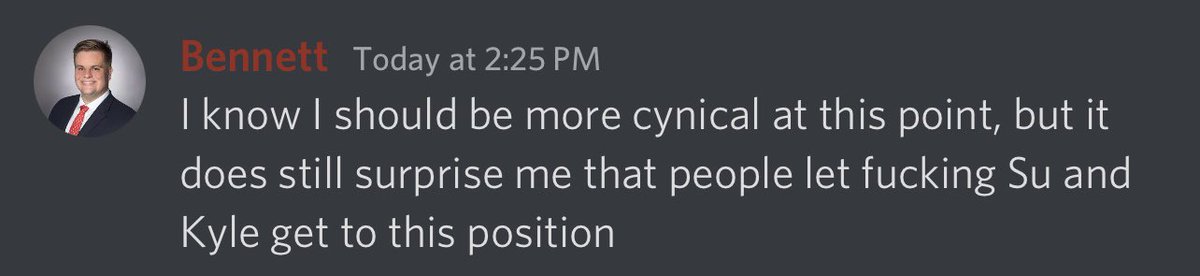 Bennett Today at 2:25 PM
I know I should be more cynical at this point, but it
does still surprise me that people let fucking Su and
Kyle get to this position